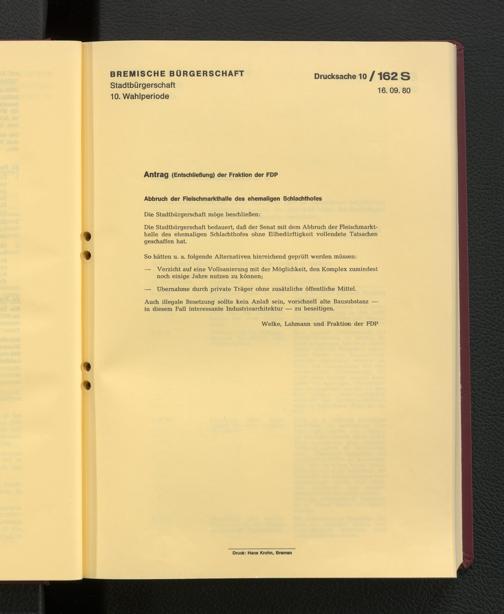 BREMISCHE BÜRGERSCHAFT
Stadtbürgerschaft
10. Wahlperiode
Drucksache 10 / 162 S
16. 09. 80
Antrag (Entschließung) der Fraktion der FDP
Abbruch der Fleischmarkthalle des ehemaligen Schlachthofes
Die Stadtbürgerschaft möge beschließen:
Die Stadtbürgerschaft bedauert, daß der Senat mit dem Abbruch der Fleischmarkt-
halle des ehemaligen Schlachthofes ohne Eilbedürftigkeit vollendete Tatsachen
geschaffen hat.
So hätten u. a. folgende Alternativen hinreichend geprüft werden müssen:
— Verzicht auf eine Vollsanierung mit der Möglichkeit, den Komplex zumindest
noch einige Jahre nutzen zu können;
— Übernahme durch private Träger ohne zusätzliche öffentliche Mittel.
Auch illegale Besetzung sollte kein Anlaß sein, vorschnell alte Bausubstanz —
in diesem Fall interessante Industriearchitektur — zu beseitigen.
Welke, Lahmann und Fraktion der FDP
Druck: Hans Krohn, Bremen